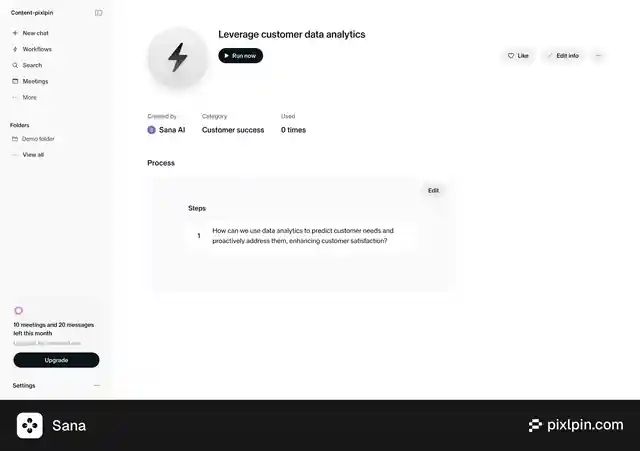 Content-pixlpin
New chat
Workflows
Search
Meetings
More
Folders
Demo folder
View all
10 meetings and 20 messages
left this month
Upgrade
Settings
Leverage customer data analytics
Run now
Like
Edit info
Created by
Category
Used
S
Sana AI
Customer success
0 times
Process
Edit
Steps
1
How can we use data analytics to predict customer needs and
proactively address them, enhancing customer satisfaction?
Sana
pixlpin.com